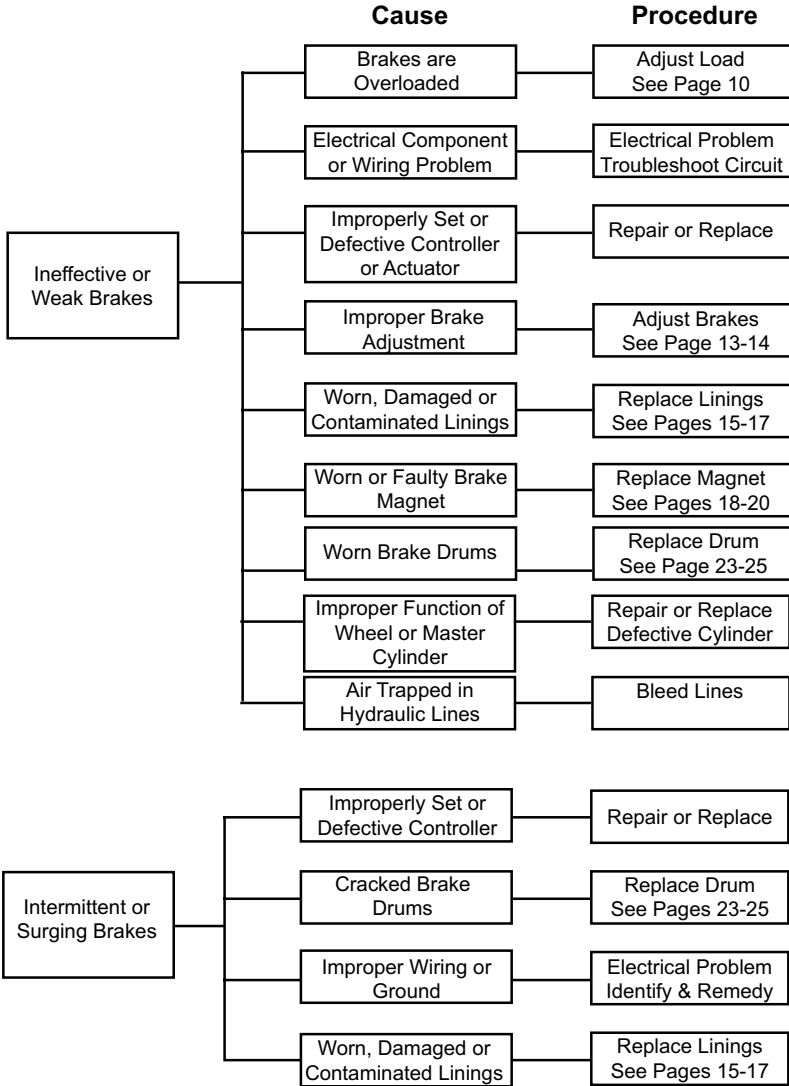 Cause
Procedure
Ineffective or
Weak Brakes
Brakes are
Overloaded
Adjust Load
See Page 10
Electrical Component
or Wiring Problem
Electrical Problem
Troubleshoot Circuit
Improperly Set or
Defective Controller
or Actuator
Repair or Replace
Improper Brake
Adjustment
Adjust Brakes
See Page 13-14
Worn, Damaged or
Contaminated Linings
Replace Linings
See Pages 15-17
Worn or Faulty Brake
Magnet
Replace Magnet
See Pages 18-20
Worn Brake Drums
Replace Drum
See Page 23-25
Improper Function of
Wheel or Master
Cylinder
Repair or Replace
Defective Cylinder
Air Trapped in
Hydraulic Lines
Bleed Lines
Intermittent or
Surging Brakes
Improperly Set or
Defective Controller
Repair or Replace
Cracked Brake
Drums
Replace Drum
See Pages 23-25
Improper Wiring or
Ground
Electrical Problem
Identify & Remedy
Worn, Damaged or
Contaminated Linings
Replace Linings
See Pages 15-17